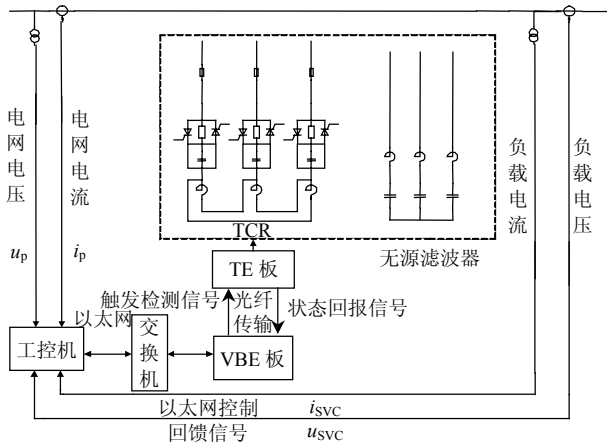 电网电压
u_p
电网电流
i_p
TCR
无源滤波器
负载电流
负载电压
TE 板
触发检测信号
光纤传输
状态回报信号
以太网
工控机
交换机
VBE 板
以太网控制
i_SVC
回馈信号
u_SVC